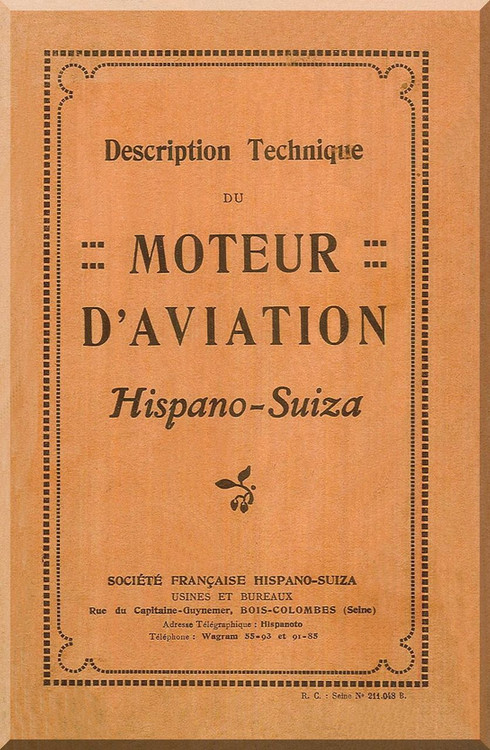 Description Technique
DU
MOTEUR
D'AVIATION
Hispano-Suiza
SOCIÉTÉ FRANÇAISE HISPANO-SUIZA
USINES ET BUREAUX
Rue du Capitaine-Guynemer, BOIS-COLOMBES (Seine)
Adresse Télégraphique : Hispanoto
Téléphone : Wagram 55-93 et 91-85
R. C. : Seine Nº 211.048 B.